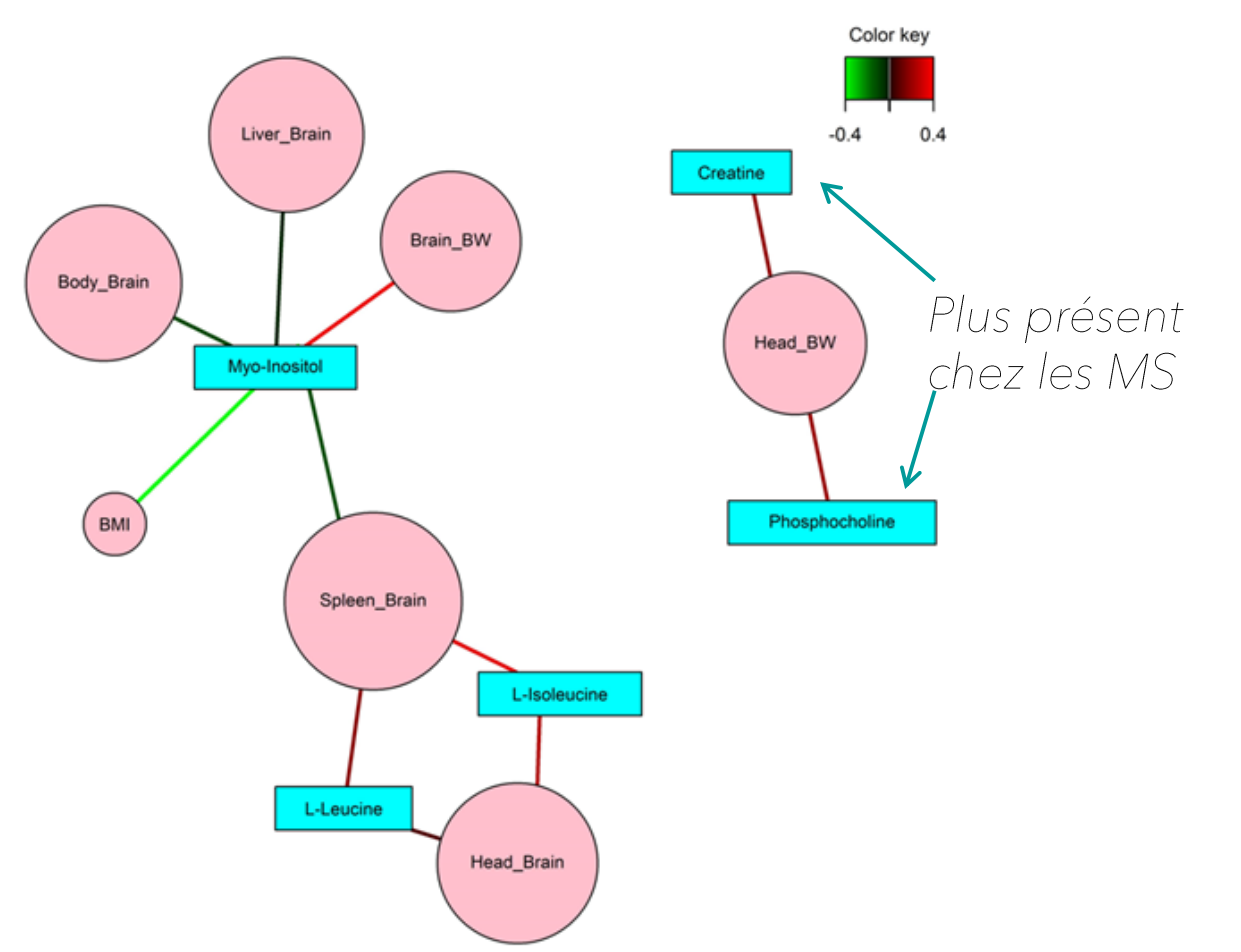 Color key
-0.4 0.4
Liver_Brain
Creatine
Brain_BW
Body_Brain
Plus présent
chez les MS
Head_BW
Myo-Inositol
BMI
Phosphocholine
Spleen_Brain
L-Isoleucine
L-Leucine
Head_Brain